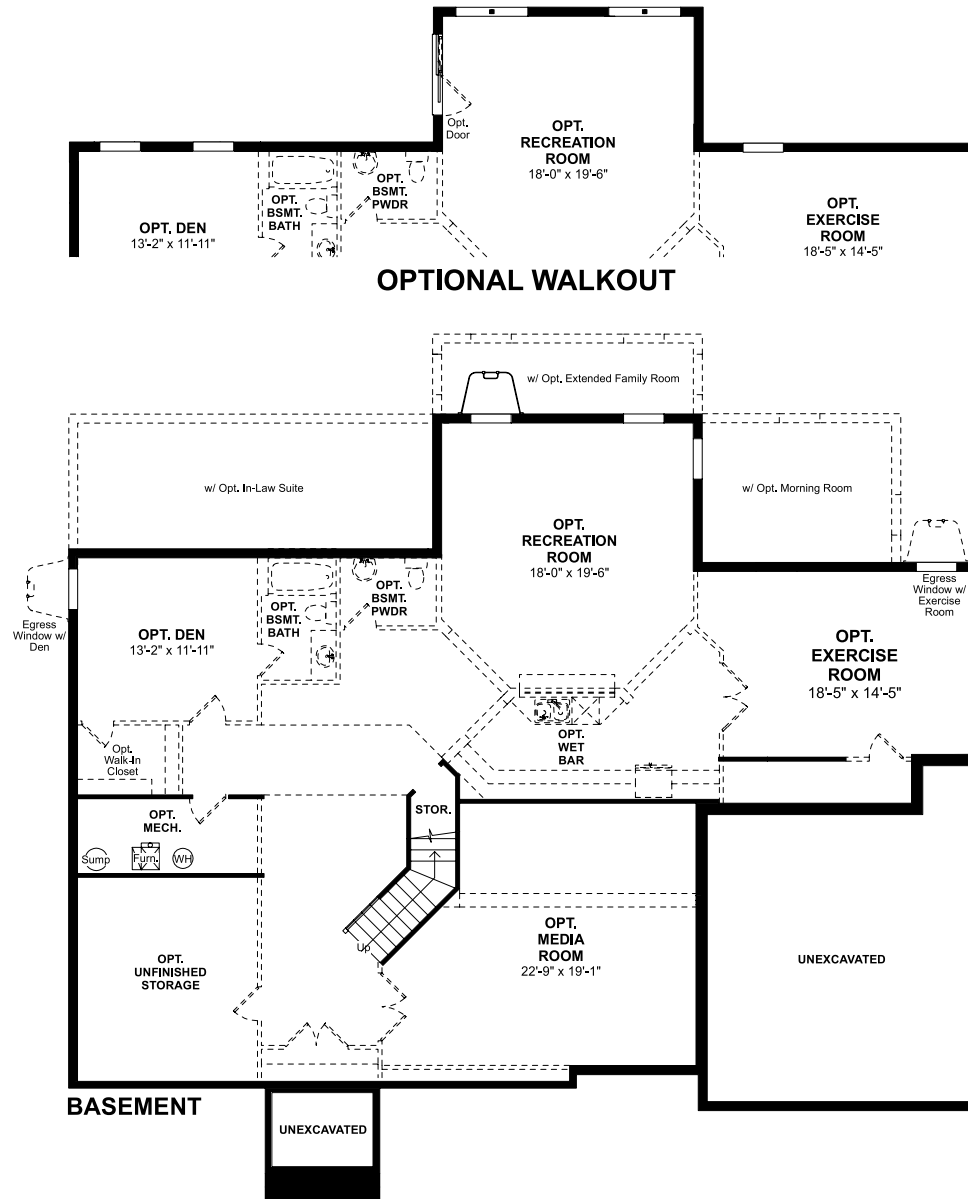 Opt.
Door
OPT.
RECREATION
ROOM
18'-0" x 19'-6"
OPT. DEN
13'-2" x 11'-11"
OPT.
BSMT.
BATH
OPT.
BSMT.
PWDR
OPT.
EXERCISE
ROOM
18'-5" x 14'-5"
OPTIONAL WALKOUT
w/ Opt. Extended Family Room
w/ Opt. In-Law Suite
w/ Opt. Morning Room
OPT.
RECREATION
ROOM
18'-0" x 19'-6"
Egress
Window w/
Den
OPT. DEN
13'-2" x 11'-11"
OPT.
BSMT.
BATH
OPT.
BSMT.
PWDR
Egress
Window w/
Exercise
Room
OPT.
EXERCISE
ROOM
18'-5" x 14'-5"
Opt.
Walk-In
Closet
OPT.
WET
BAR
OPT.
MECH.
STOR.
Sump
Furn.
WH
Up
OPT.
UNFINISHED
STORAGE
OPT.
MEDIA
ROOM
22'-9" x 19'-1"
UNEXCAVATED
BASEMENT
UNEXCAVATED